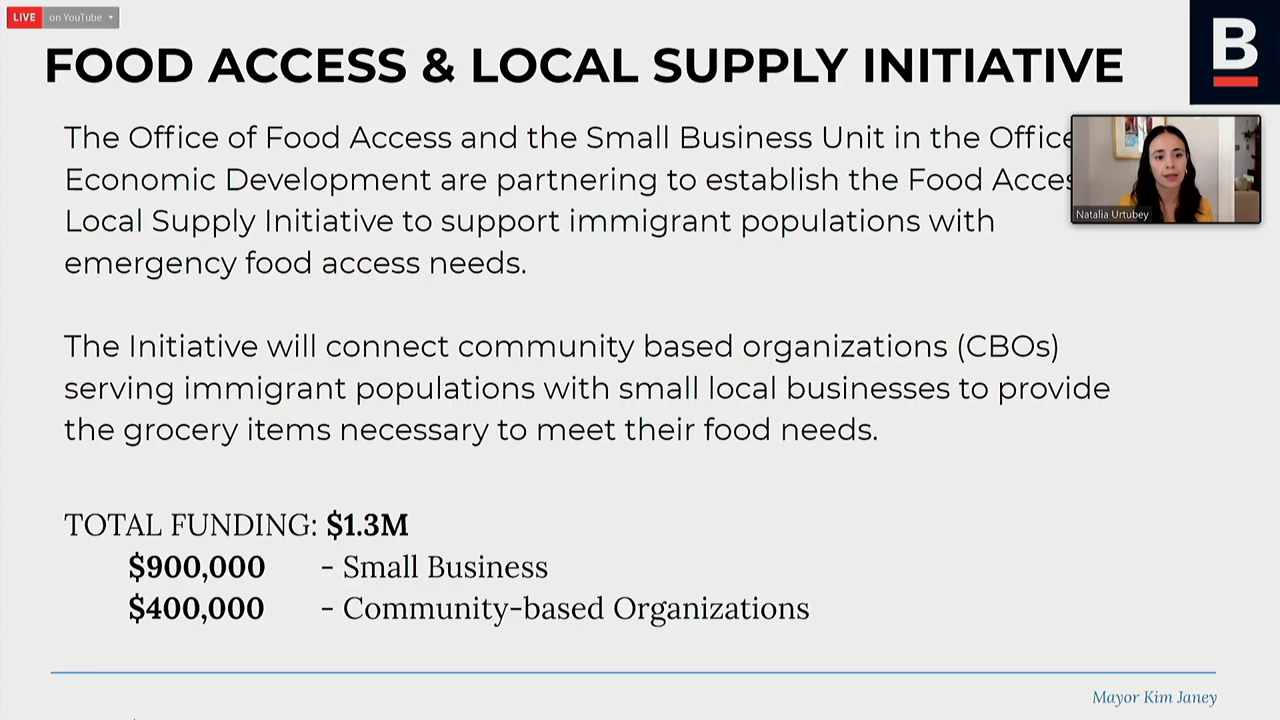 LIVE on YouTube
FOOD ACCESS & LOCAL SUPPLY INITIATIVE
B
The Office of Food Access and the Small Business Unit in the Office
Economic Development are partnering to establish the Food Acces
Local Supply Initiative to support immigrant populations with
emergency food access needs.
Natalia Urtubey
The Initiative will connect community based organizations (CBOs)
serving immigrant populations with small local businesses to provide
the grocery items necessary to meet their food needs.
TOTAL FUNDING: $1.3M
$900,000 - Small Business
$400,000 - Community-based Organizations
Mayor Kim Janey